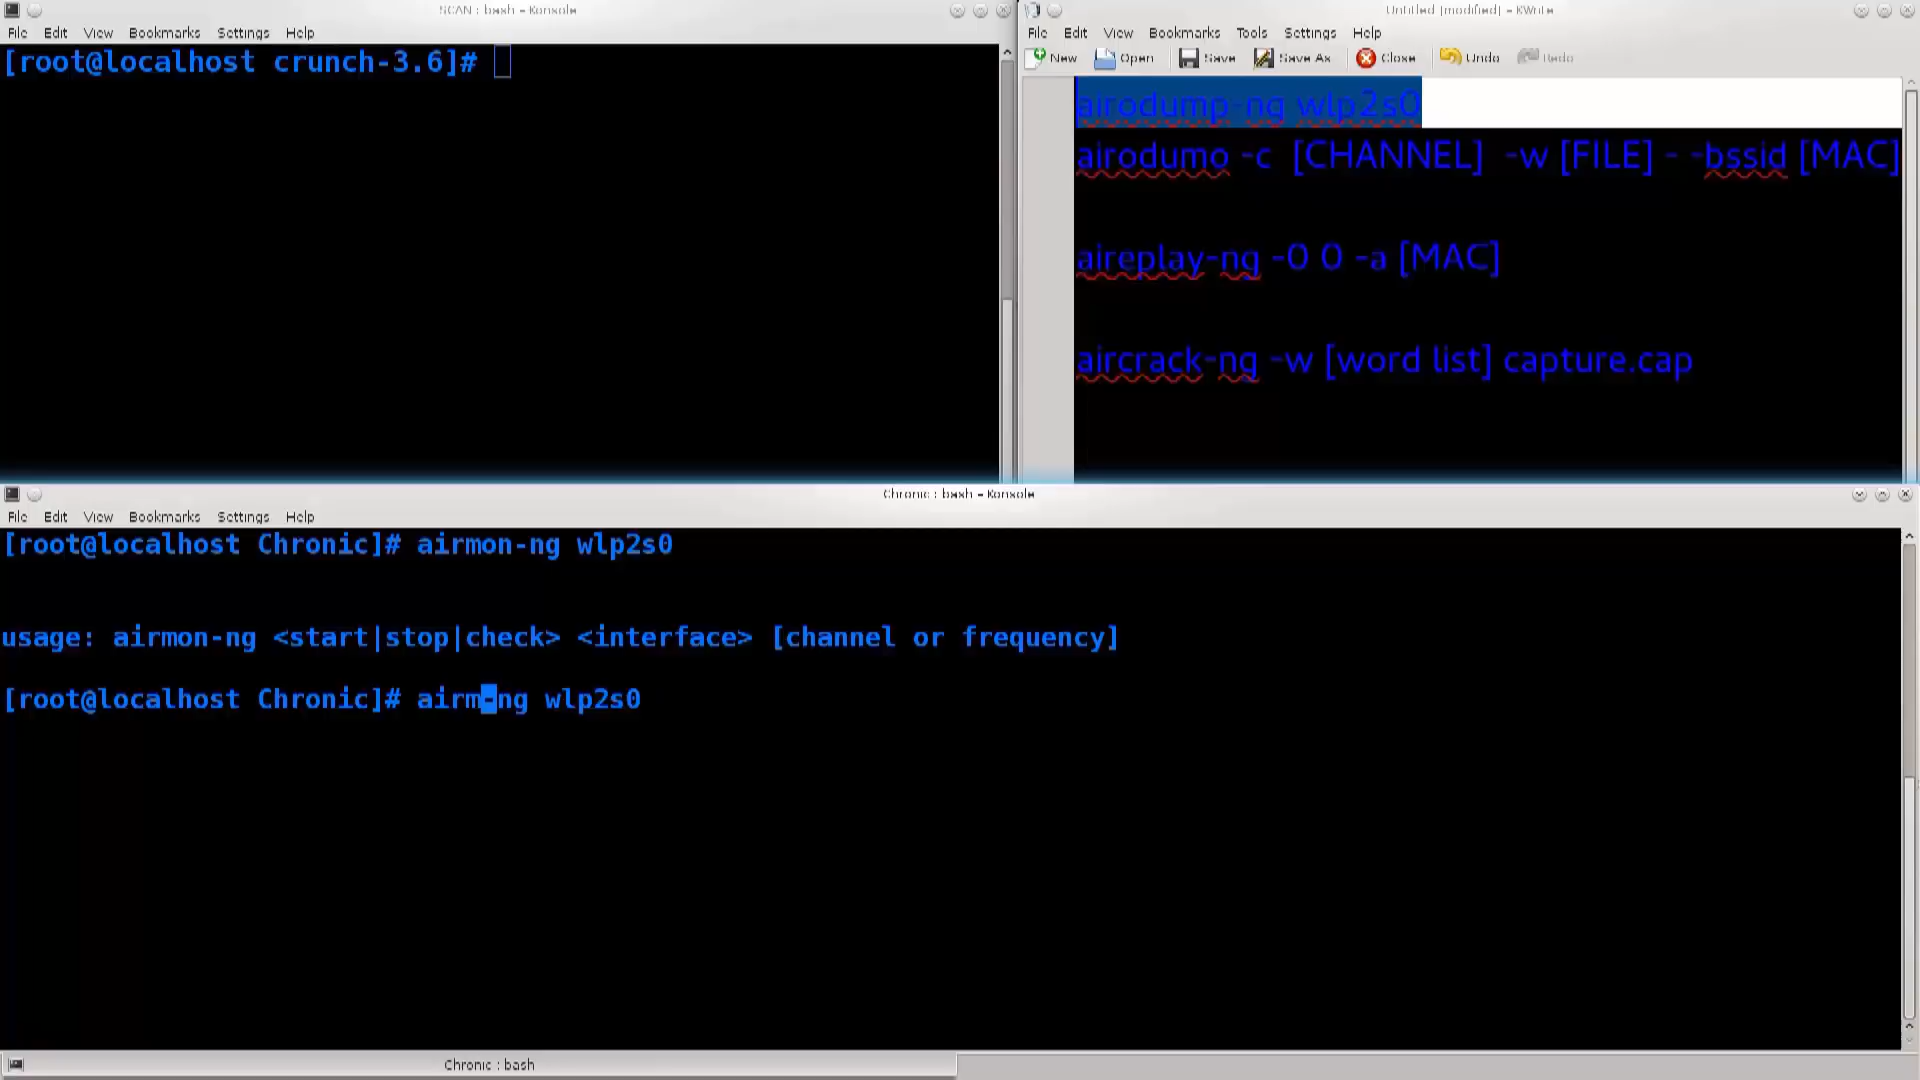 SCAN : bash - Konsole
File Edit View Bookmarks Settings Help
[root@localhost crunch-3.6]#
Untitled [modified] - KWrite
File Edit View Bookmarks Tools Settings Help
New Open Save Save As Close Undo Redo
airodump-ng wlp2s0
airodumo -c [CHANNEL] -w [FILE] - -bssid [MAC]
aireplay-ng -0 0 -a [MAC]
aircrack-ng -w [word list] capture.cap
Chronic : bash - Konsole
File Edit View Bookmarks Settings Help
[root@localhost Chronic]# airmon-ng wlp2s0
usage: airmon-ng <start|stop|check> <interface> [channel or frequency]
[root@localhost Chronic]# airm-ng wlp2s0
Chronic : bash